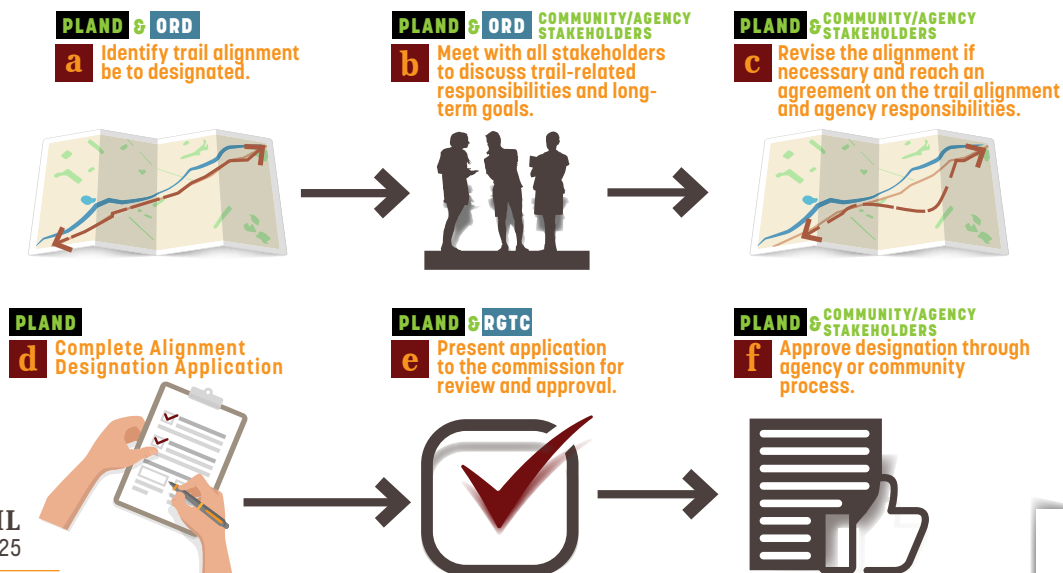 PLAND & ORD
a Identify trail alignment
be to designated.
PLAND & ORD COMMUNITY/AGENCY
STAKEHOLDERS
b Meet with all stakeholders
to discuss trail-related
responsibilities and long-
term goals.
PLAND & COMMUNITY/AGENCY
STAKEHOLDERS
c Revise the alignment if
necessary and reach an
agreement on the trail alignment
and agency responsibilities.
PLAND
d Complete Alignment
Designation Application
PLAND & RGTC
e Present application
to the commission for
review and approval.
PLAND & COMMUNITY/AGENCY
STAKEHOLDERS
f Approve designation through
agency or community
process.
IL
25